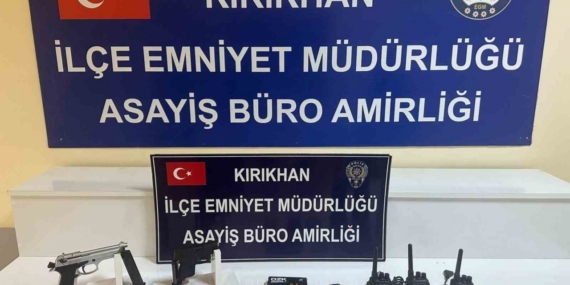 KIRIKHAN
İLÇE EMNİYET MÜDÜRLÜĞÜ
ASAYİŞ BÜRO AMİRLİĞİ
EGM
KIRIKHAN
İLÇE EMNİYET MÜDÜRLÜĞÜ
ASAYİŞ BÜRO AMİRLİĞİ